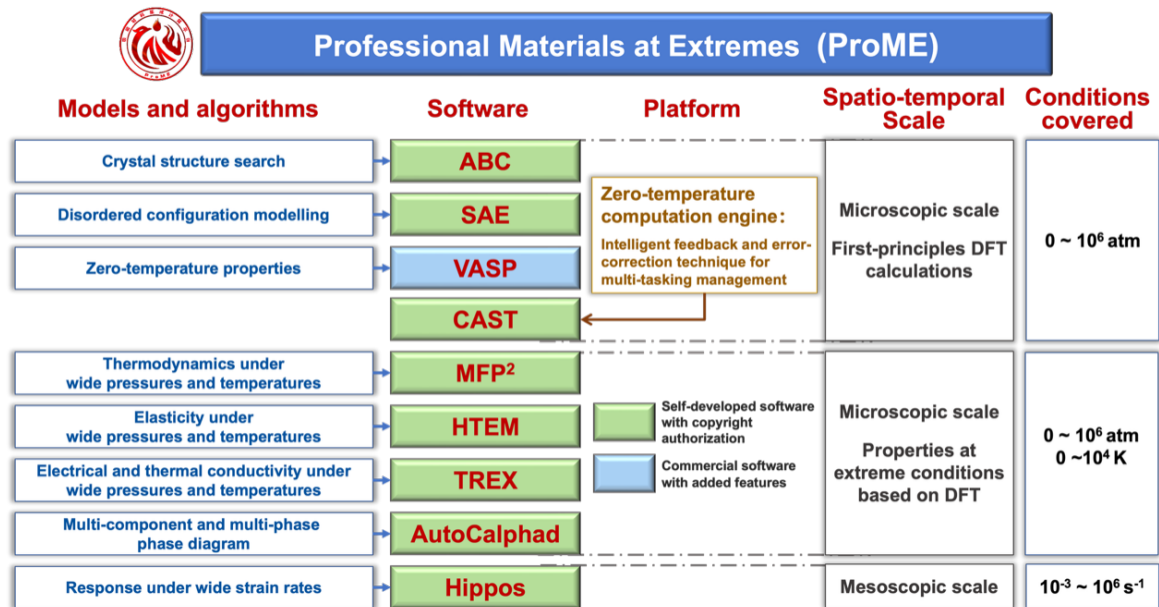 Professional Materials at Extremes (ProME)
ProME
Models and algorithms
Software
Platform
Spatio-temporal
Scale
Conditions
covered
Crystal structure search
ABC
Disordered configuration modelling
SAE
Zero-temperature properties
VASP
CAST
Zero-temperature
computation engine:
Intelligent feedback and error-
correction technique for
multi-tasking management
Microscopic scale
First-principles DFT
calculations
0 ~ 10⁶ atm
Thermodynamics under
wide pressures and temperatures
MFP²
Elasticity under
wide pressures and temperatures
HTEM
Electrical and thermal conductivity under
wide pressures and temperatures
TREX
Multi-component and multi-phase
phase diagram
AutoCalphad
Self-developed software
with copyright
authorization
Commercial software
with added features
Microscopic scale
Properties at
extreme conditions
based on DFT
0 ~ 10⁶ atm
0 ~10⁴ K
Response under wide strain rates
Hippos
Mesoscopic scale
10⁻³ ~ 10⁶ s⁻¹